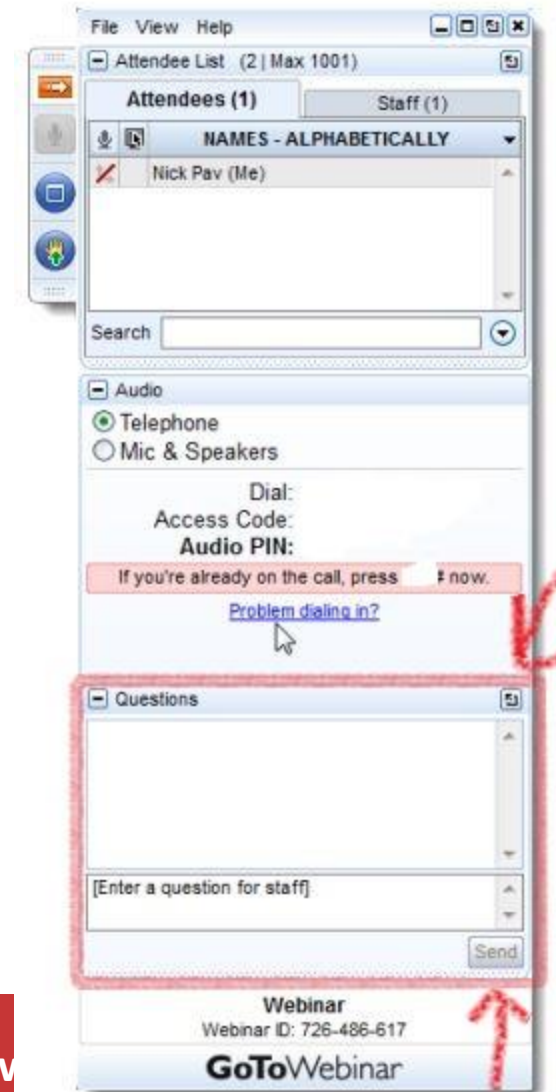 File View Help
Attendee List (2 | Max 1001)
Attendees (1) Staff (1)
NAMES - ALPHABETICALLY
Nick Pav (Me)
Search
Audio
Telephone
Mic & Speakers
Dial:
Access Code:
Audio PIN:
If you're already on the call, press # now.
Problem dialing in?
Questions
[Enter a question for staff]
Send
Webinar
Webinar ID: 726-486-617
GoToWebinar